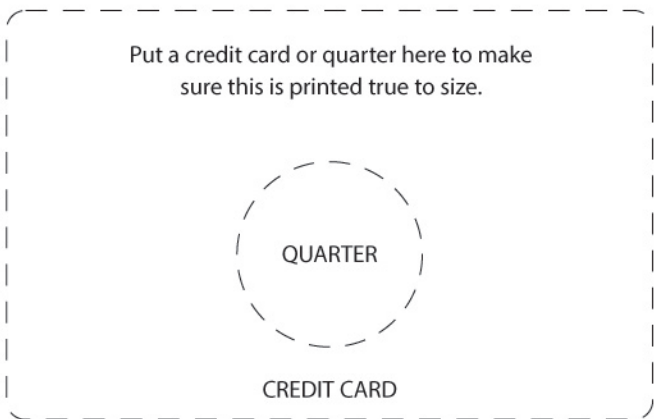 Put a credit card or quarter here to make
sure this is printed true to size.
QUARTER
CREDIT CARD